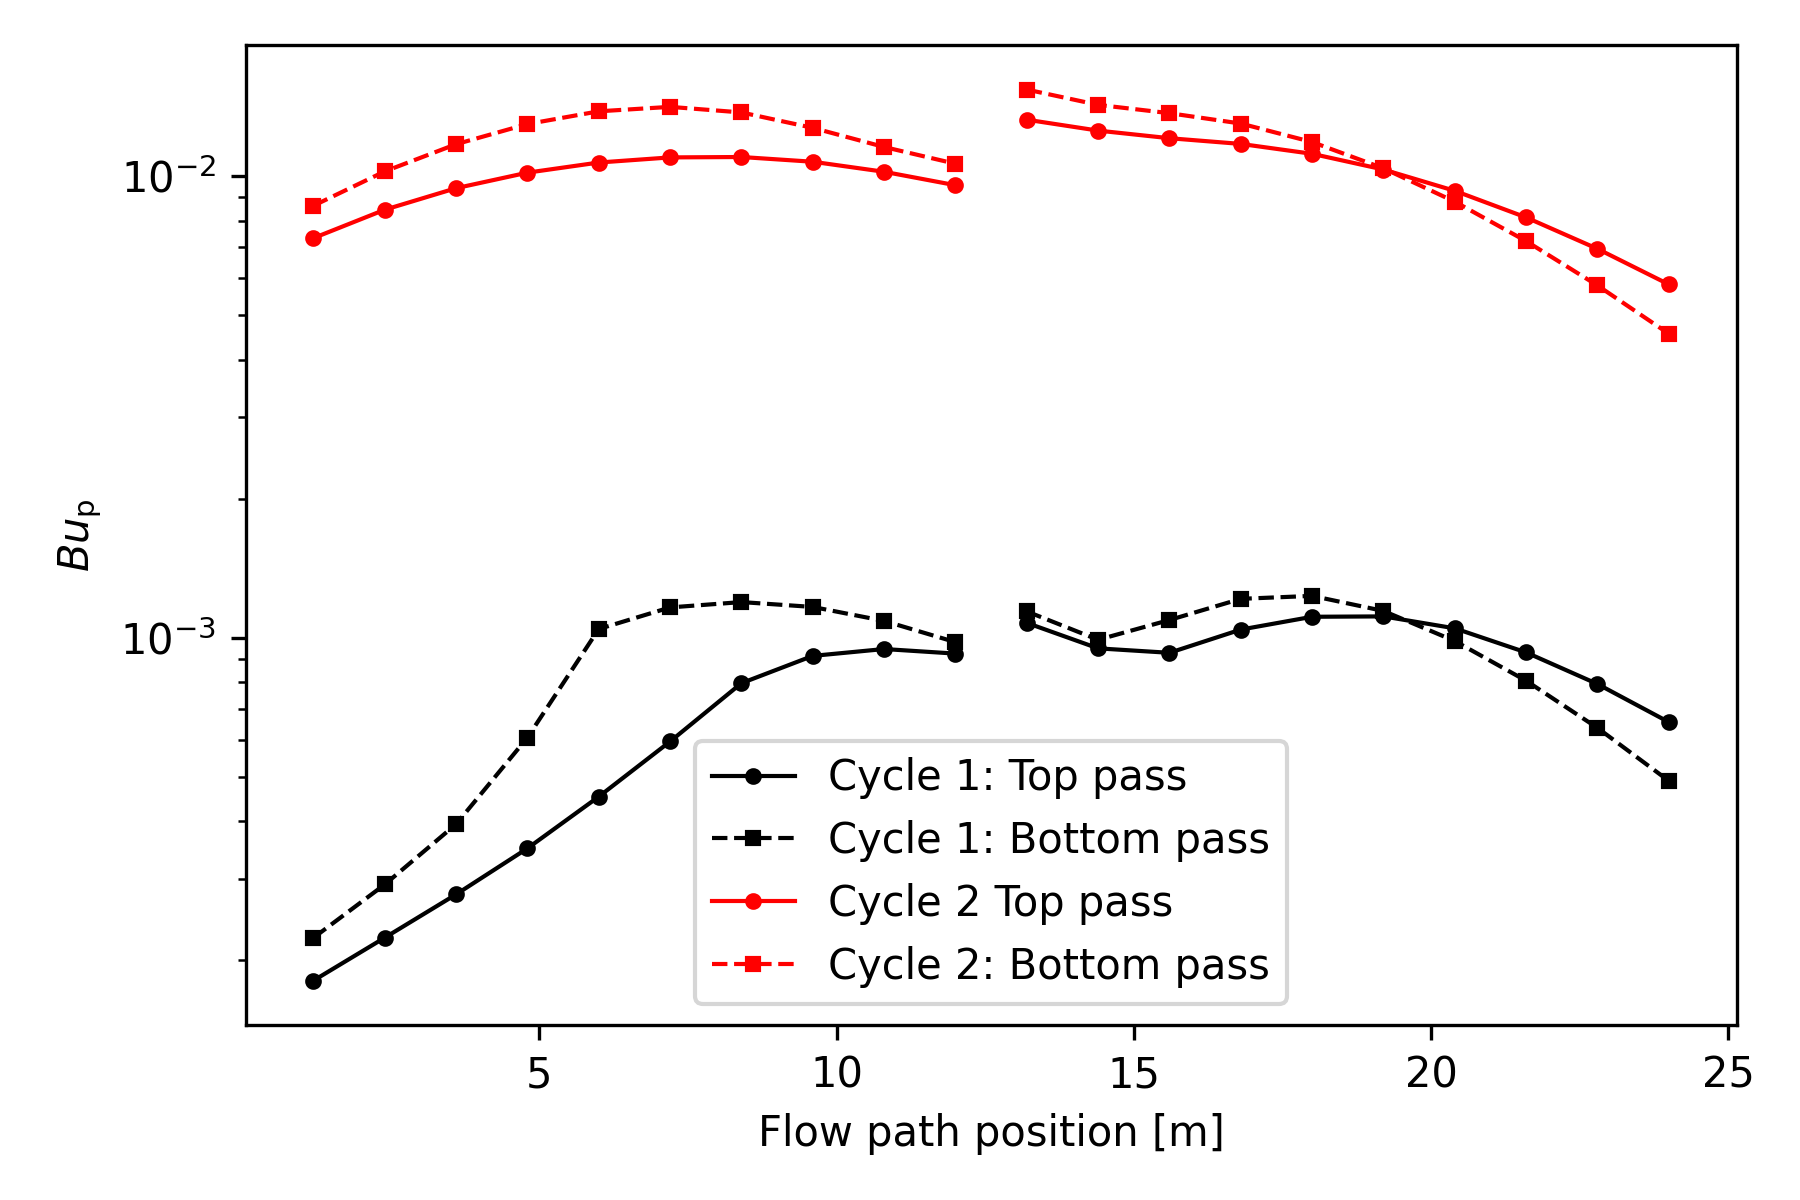 10⁻²
10⁻³
Bu_p
5 10 15 20 25
Flow path position [m]
Cycle 1: Top pass
Cycle 1: Bottom pass
Cycle 2 Top pass
Cycle 2: Bottom pass